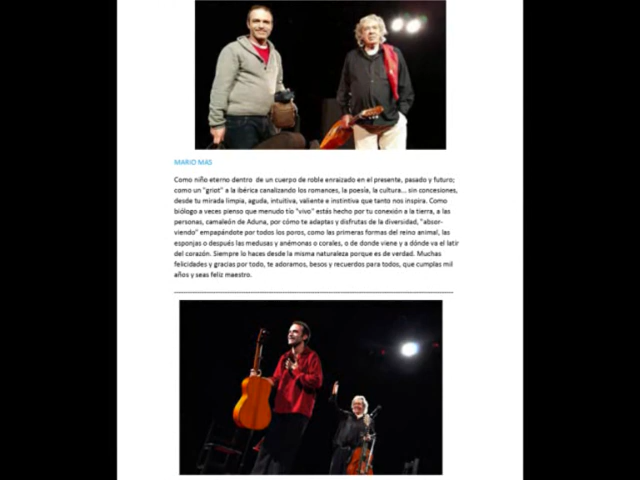 MARIO MAS
Como niño eterno dentro de un cuerpo de roble enraizado en el presente, pasado y futuro;
como un "griot" a la ibérica canalizando los romances, la poesía, la cultura... sin concesiones,
desde tu mirada limpia, aguda, intuitiva, valiente e instintiva que tanto nos inspira. Como
biólogo a veces pienso que menudo tío "vivo" estás hecho por tu conexión a la tierra, a las
personas, camaleón de Aduna, por cómo te adaptas y disfrutas de la diversidad, "absor-
viendo" empapándote por todos los poros, como las primeras formas del reino animal, las
esponjas o después las medusas y anémonas o corales, o de donde viene y a dónde va el latir
del corazón. Siempre lo haces desde la misma naturaleza porque es de verdad. Muchas
felicidades y gracias por todo, te adoramos, besos y recuerdos para todos, que cumplas mil
años y seas feliz maestro.